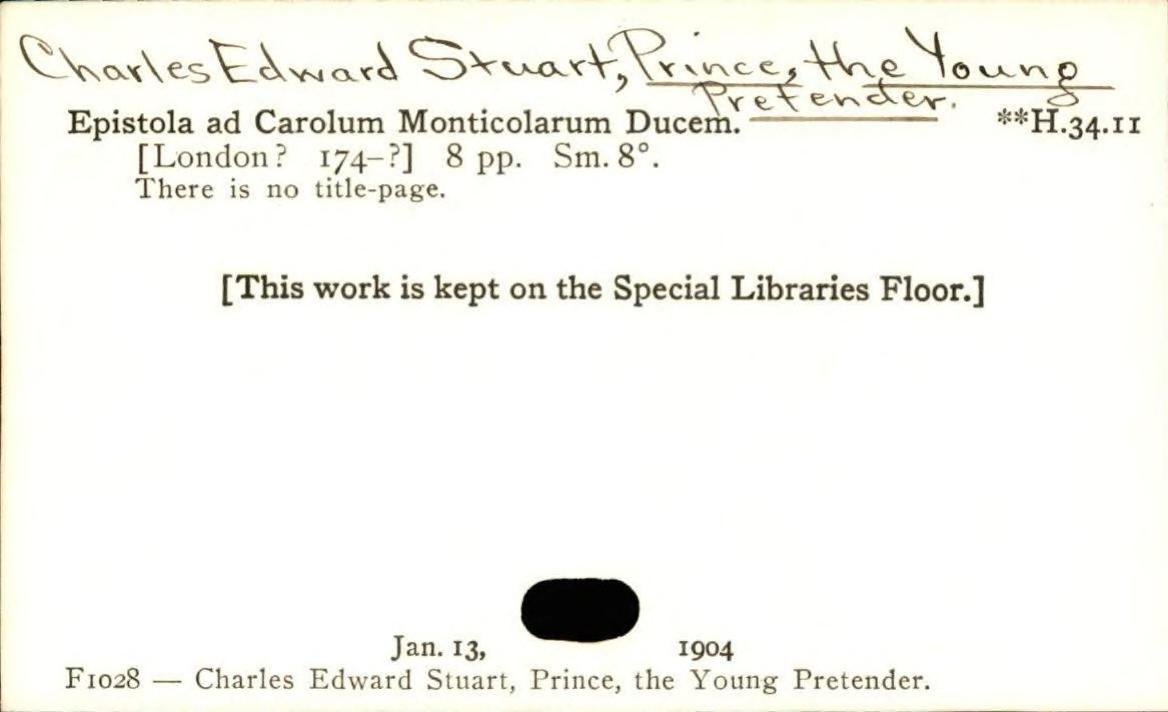 Charles Edward Stuart, Prince, the Young
Pretender.
Epistola ad Carolum Monticolarum Ducem. **H.34.11
[London? 174-?] 8 pp. Sm. 8°.
There is no title-page.
[This work is kept on the Special Libraries Floor.]
Jan. 13, 1904
F1028 — Charles Edward Stuart, Prince, the Young Pretender.